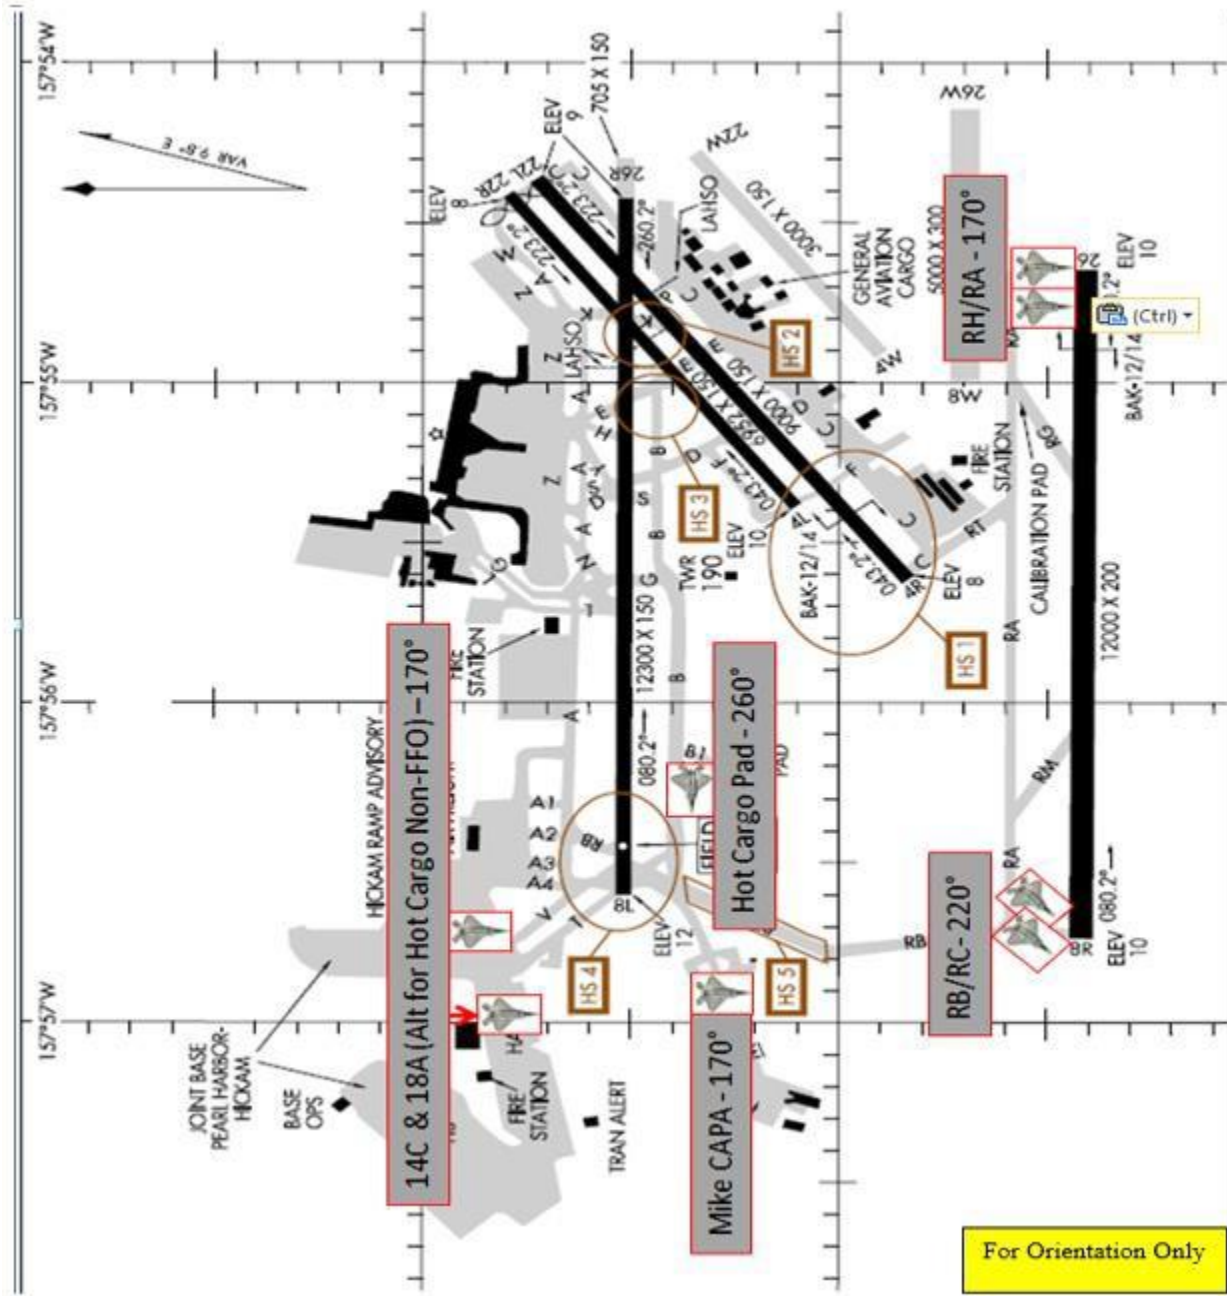 157°54'W
157°55'W
157°56'W
157°57'W
VAR 9.8° E
JOINT BASE
PEARL HARBOR-
HICKAM
BASE
OPS
HICKAM RAMP ADVISORY
14C & 18A (Alt for Hot Cargo Non-FFO) – 170°
FIRE
STATION
FIRE
STATION
TRAN ALERT
ELEV
8
22R
22L
223.2°
223.2°
ELEV
9
705 X 150
26R
260.2°
LAHSO
LAHSO
22W
3000 X 150
4W
GENERAL
AVIATION
CARGO
HS 2
HS 3
6952 X 150
9000 X 150
043.2°
043.2°
4L
4R
ELEV
10
ELEV
8
BAK-12/14
TWR
190
HS 1
FIRE
STATION
12300 X 150
080.2°
8L
ELEV
12
A1
A2
A3
A4
RB
HS 4
HS 5
Hot Cargo Pad - 260°
PAD
Mike CAPA - 170°
26W
8W
5000 X 300
RH/RA - 170°
26
ELEV
10
(Ctrl)
BAK-12/14
RG
RT
CALIBRATION PAD
RA
12000 X 200
RM
RA
RB
RB/RC- 220°
080.2°
8R
ELEV
10
For Orientation Only